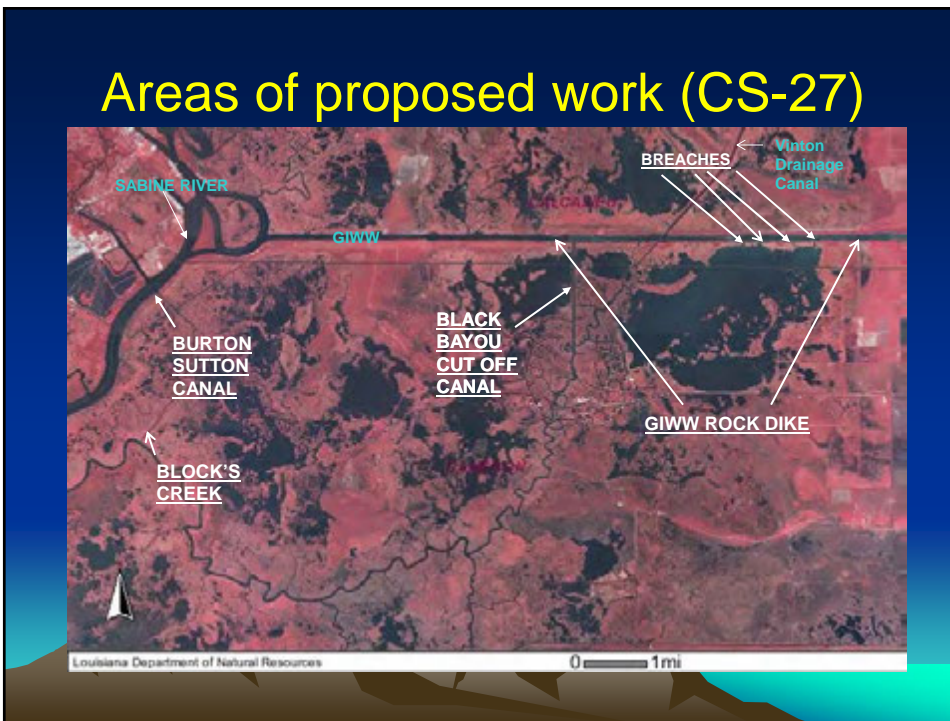 Areas of proposed work (CS-27)
BREACHES
Vinton
Drainage
Canal
SABINE RIVER
GIWW
BURTON
SUTTON
CANAL
BLACK
BAYOU
CUT OFF
CANAL
GIWW ROCK DIKE
BLOCK'S
CREEK
Louisiana Department of Natural Resources
0 1mi